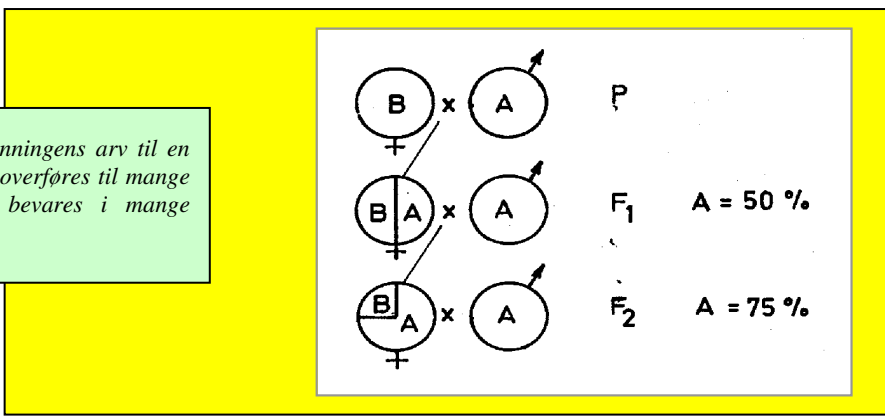 nningens arv til en
overføres til mange
bevares i mange
B x A P
B A x A F₁ A = 50 %
B A x A F₂ A = 75 %